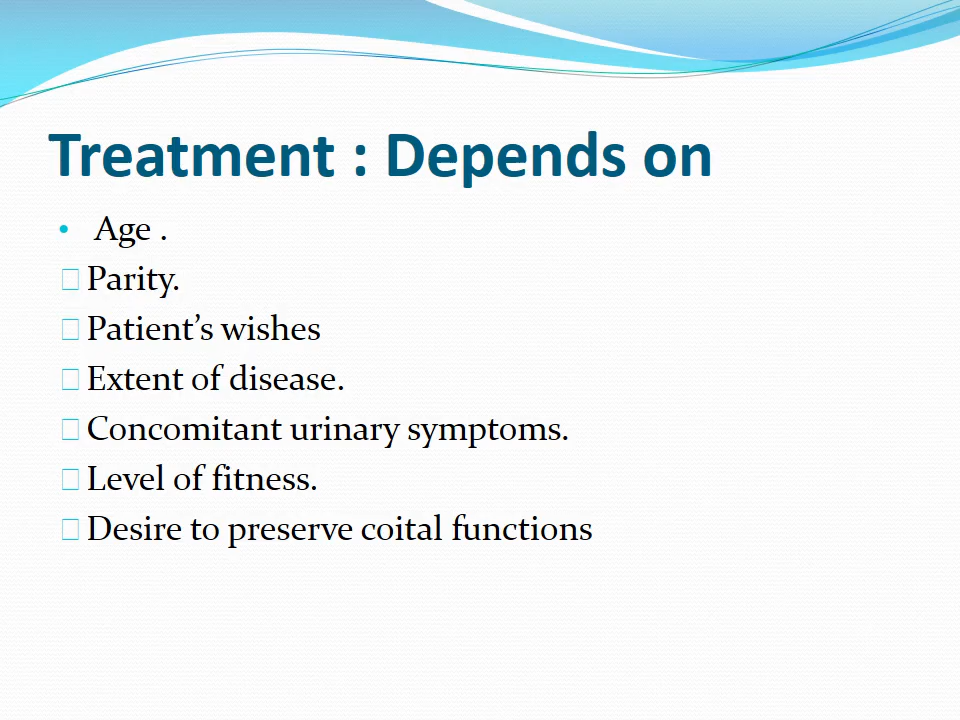 Treatment : Depends on
• Age .
Parity.
Patient’s wishes
Extent of disease.
Concomitant urinary symptoms.
Level of fitness.
Desire to preserve coital functions